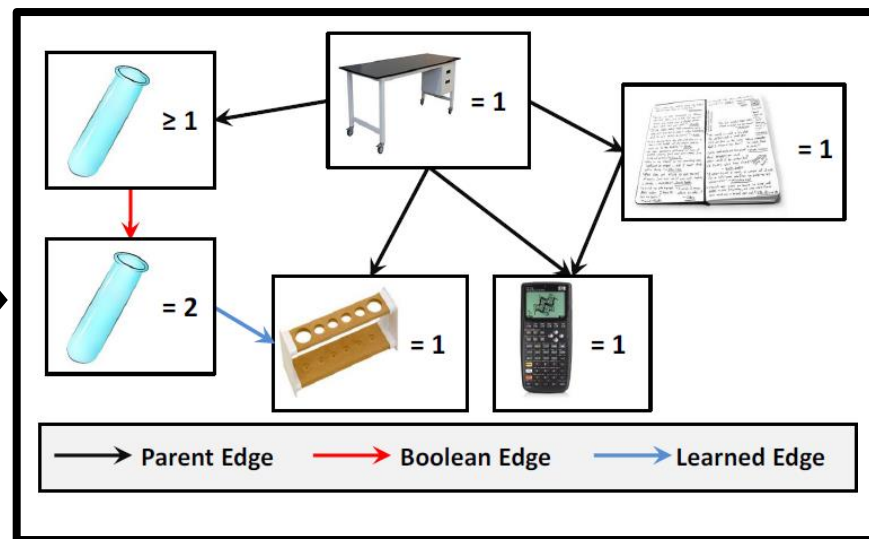 ≥ 1
= 1
= 1
= 2
= 1
= 1
Parent Edge
Boolean Edge
Learned Edge